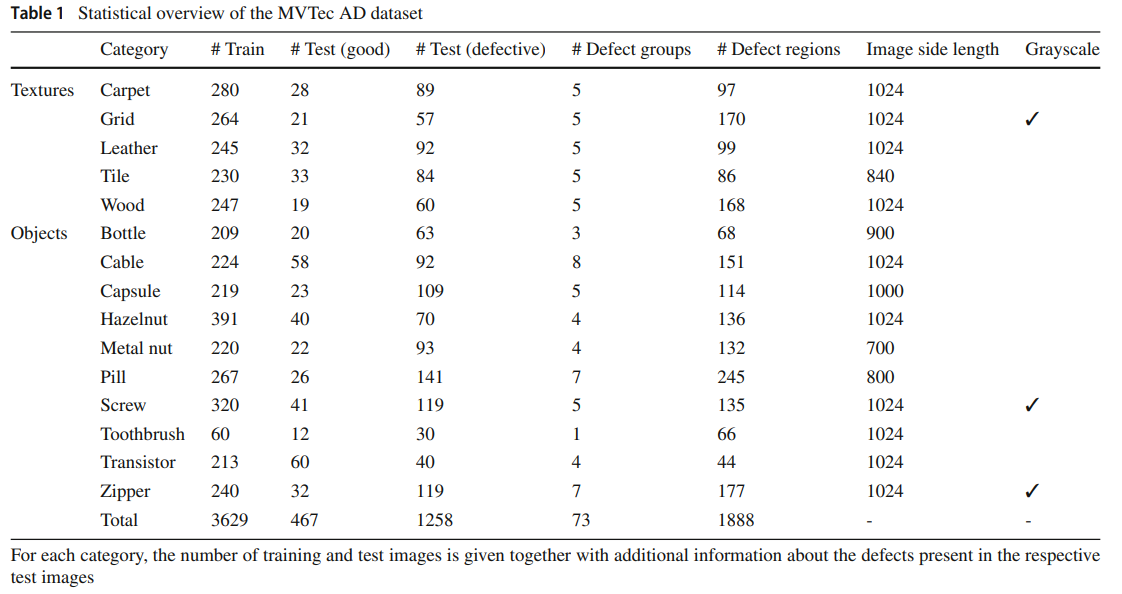 Table 1 Statistical overview of the MVTec AD dataset
Category # Train # Test (good) # Test (defective) # Defect groups # Defect regions Image side length Grayscale
Textures Carpet 280 28 89 5 97 1024
Grid 264 21 57 5 170 1024 ✓
Leather 245 32 92 5 99 1024
Tile 230 33 84 5 86 840
Wood 247 19 60 5 168 1024
Objects Bottle 209 20 63 3 68 900
Cable 224 58 92 8 151 1024
Capsule 219 23 109 5 114 1000
Hazelnut 391 40 70 4 136 1024
Metal nut 220 22 93 4 132 700
Pill 267 26 141 7 245 800
Screw 320 41 119 5 135 1024 ✓
Toothbrush 60 12 30 1 66 1024
Transistor 213 60 40 4 44 1024
Zipper 240 32 119 7 177 1024 ✓
Total 3629 467 1258 73 1888 - -
For each category, the number of training and test images is given together with additional information about the defects present in the respective
test images